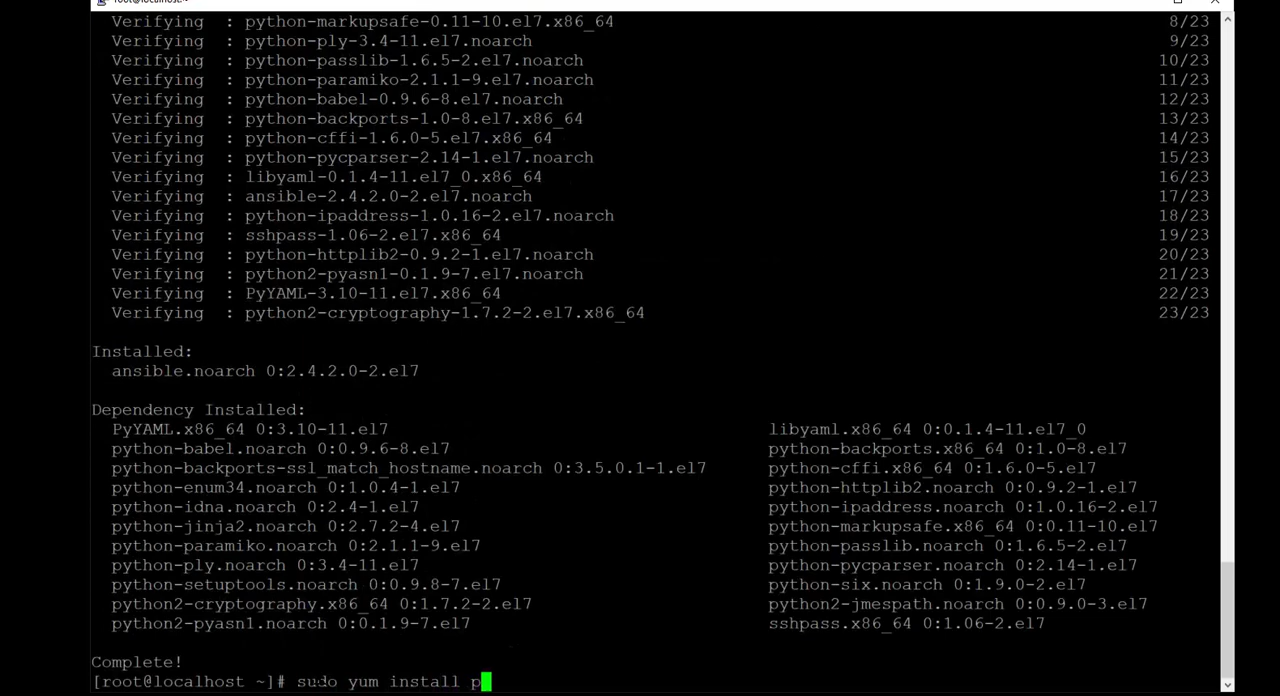 root@localhost:~
Verifying : python-markupsafe-0.11-10.el7.x86_64 8/23
Verifying : python-ply-3.4-11.el7.noarch 9/23
Verifying : python-passlib-1.6.5-2.el7.noarch 10/23
Verifying : python-paramiko-2.1.1-9.el7.noarch 11/23
Verifying : python-babel-0.9.6-8.el7.noarch 12/23
Verifying : python-backports-1.0-8.el7.x86_64 13/23
Verifying : python-cffi-1.6.0-5.el7.x86_64 14/23
Verifying : python-pycparser-2.14-1.el7.noarch 15/23
Verifying : libyaml-0.1.4-11.el7_0.x86_64 16/23
Verifying : ansible-2.4.2.0-2.el7.noarch 17/23
Verifying : python-ipaddress-1.0.16-2.el7.noarch 18/23
Verifying : sshpass-1.06-2.el7.x86_64 19/23
Verifying : python-httplib2-0.9.2-1.el7.noarch 20/23
Verifying : python2-pyasn1-0.1.9-7.el7.noarch 21/23
Verifying : PyYAML-3.10-11.el7.x86_64 22/23
Verifying : python2-cryptography-1.7.2-2.el7.x86_64 23/23
Installed:
ansible.noarch 0:2.4.2.0-2.el7
Dependency Installed:
PyYAML.x86_64 0:3.10-11.el7 libyaml.x86_64 0:0.1.4-11.el7_0
python-babel.noarch 0:0.9.6-8.el7 python-backports.x86_64 0:1.0-8.el7
python-backports-ssl_match_hostname.noarch 0:3.5.0.1-1.el7 python-cffi.x86_64 0:1.6.0-5.el7
python-enum34.noarch 0:1.0.4-1.el7 python-httplib2.noarch 0:0.9.2-1.el7
python-idna.noarch 0:2.4-1.el7 python-ipaddress.noarch 0:1.0.16-2.el7
python-jinja2.noarch 0:2.7.2-4.el7 python-markupsafe.x86_64 0:0.11-10.el7
python-paramiko.noarch 0:2.1.1-9.el7 python-passlib.noarch 0:1.6.5-2.el7
python-ply.noarch 0:3.4-11.el7 python-pycparser.noarch 0:2.14-1.el7
python-setuptools.noarch 0:0.9.8-7.el7 python-six.noarch 0:1.9.0-2.el7
python2-cryptography.x86_64 0:1.7.2-2.el7 python2-jmespath.noarch 0:0.9.0-3.el7
python2-pyasn1.noarch 0:0.1.9-7.el7 sshpass.x86_64 0:1.06-2.el7
Complete!
[root@localhost ~]# sudo yum install p